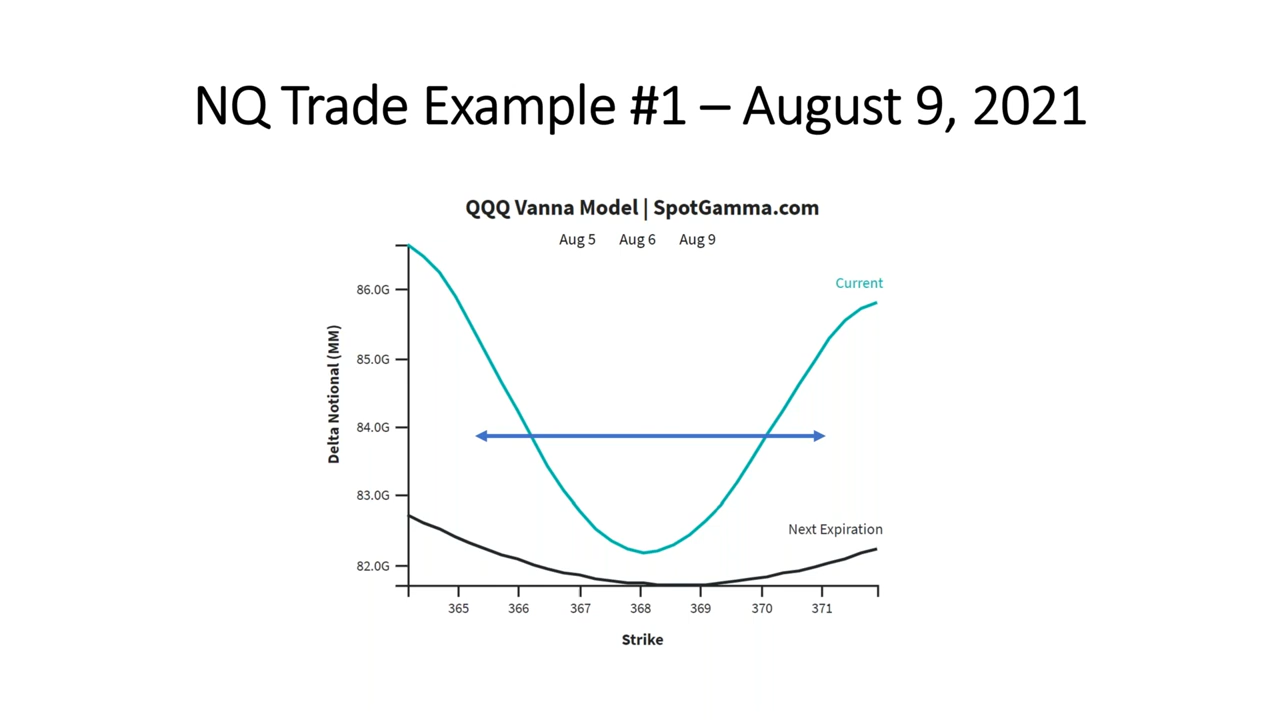 NQ Trade Example #1 – August 9, 2021
QQQ Vanna Model | SpotGamma.com
Aug 5 Aug 6 Aug 9
Current
86.0G
85.0G
84.0G
83.0G
82.0G
Delta Notional (MM)
Next Expiration
365 366 367 368 369 370 371
Strike